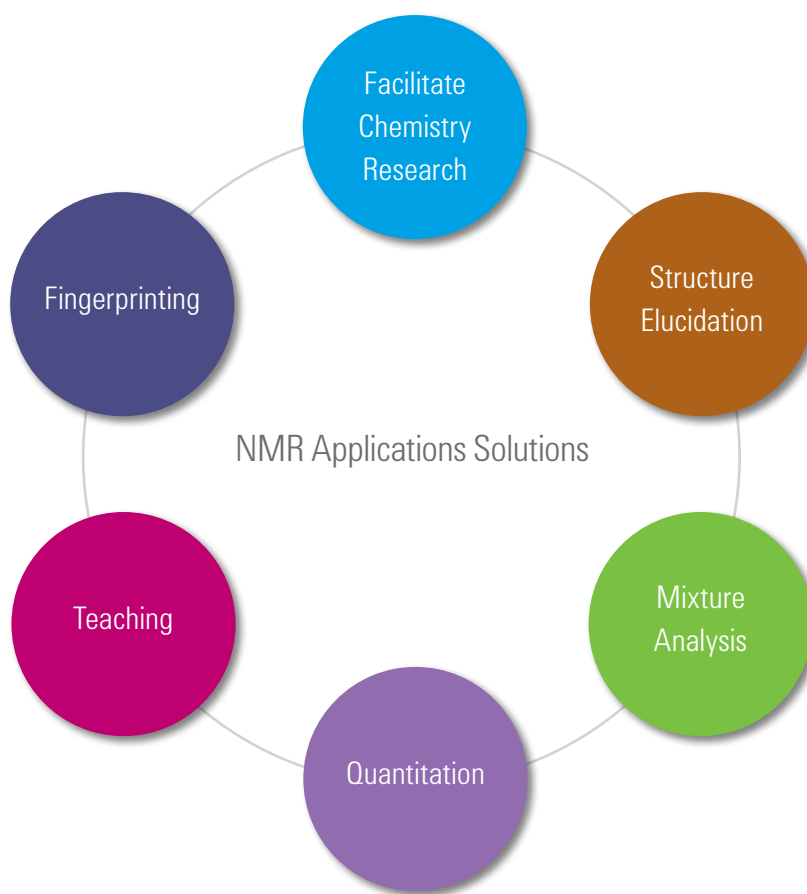 Facilitate
Chemistry
Research
Fingerprinting
Structure
Elucidation
NMR Applications Solutions
Teaching
Mixture
Analysis
Quantitation